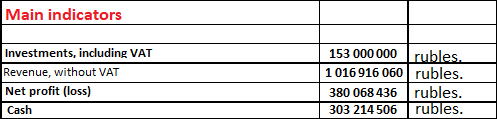 Main indicators
Investments, including VAT 153 000 000 rubles.
Revenue, without VAT 1 016 916 060 rubles.
Net profit (loss) 380 068 436 rubles.
Cash 303 214 506 rubles.